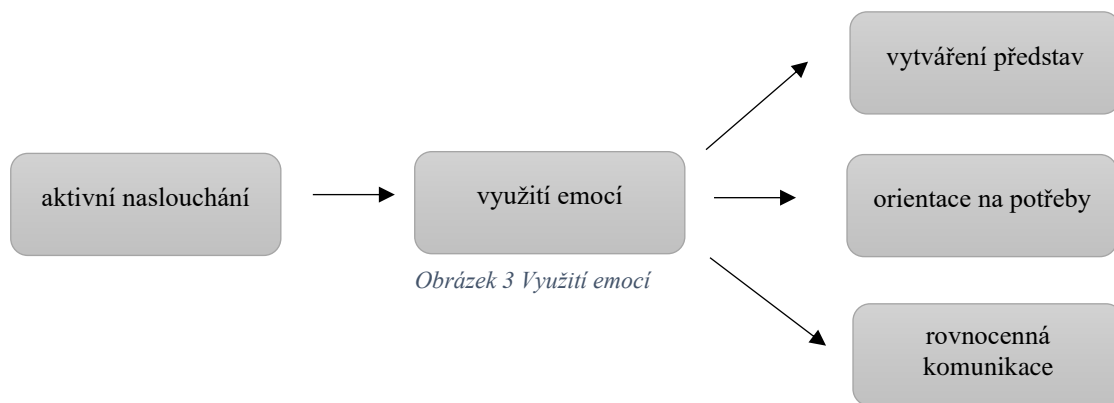 vytváření představ
aktivní naslouchání
využití emocí
orientace na potřeby
Obrázek 3 Využití emocí
rovnocenná
komunikace